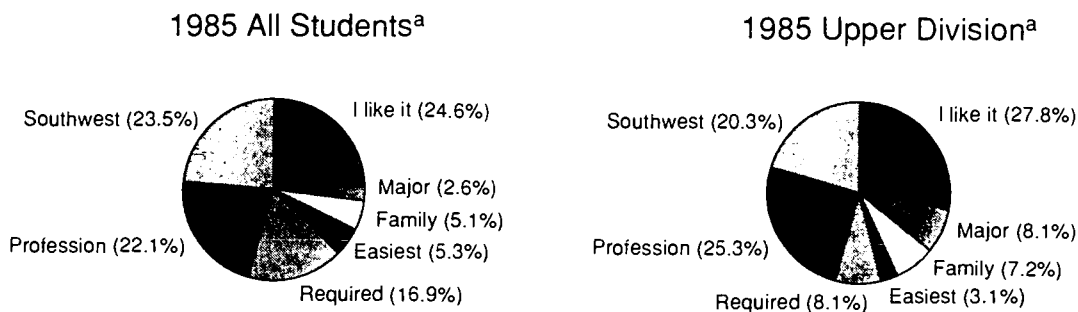 1985 All Studentsª
Southwest (23.5%)
I like it (24.6%)
Major (2.6%)
Family (5.1%)
Profession (22.1%)
Easiest (5.3%)
Required (16.9%)
1985 Upper Divisionª
Southwest (20.3%)
I like it (27.8%)
Major (8.1%)
Profession (25.3%)
Family (7.2%)
Required (8.1%)
Easiest (3.1%)